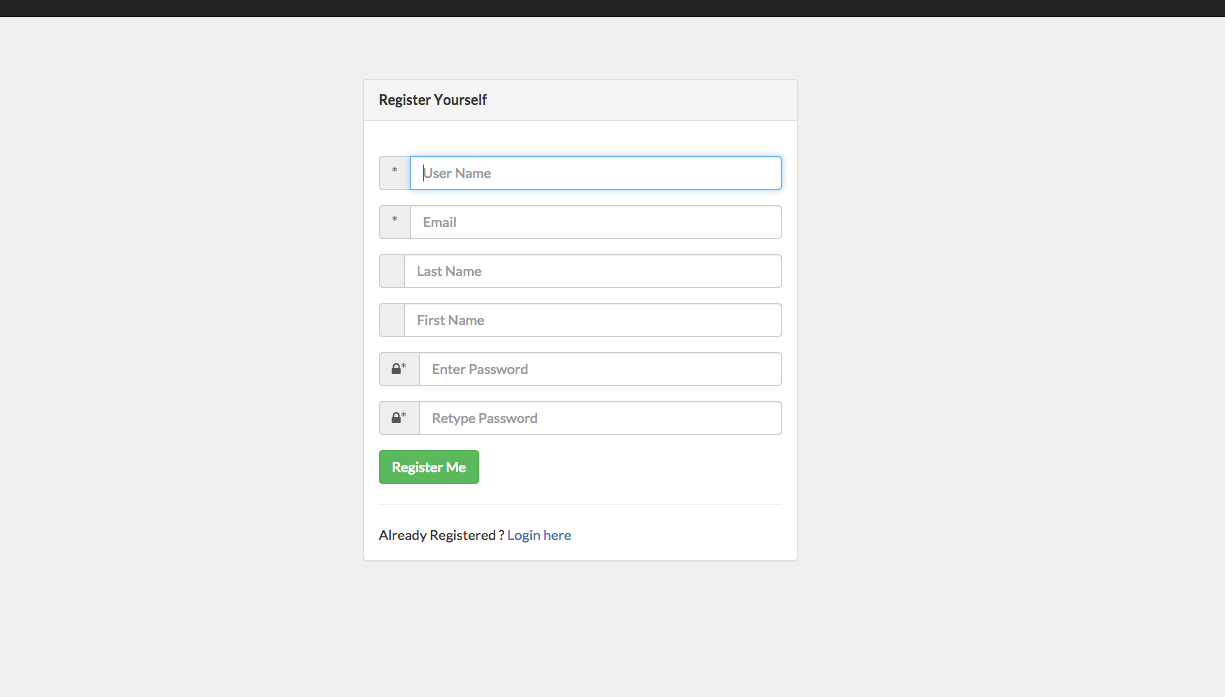 Register Yourself
* User Name
* Email
Last Name
First Name
* Enter Password
* Retype Password
Register Me
Already Registered ? Login here